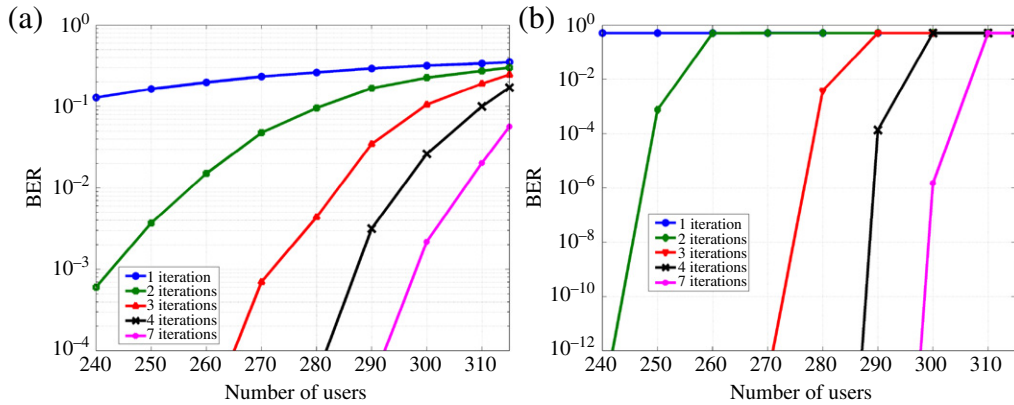 (a)
10^0
10^-1
10^-2
10^-3
10^-4
BER
1 iteration
2 iterations
3 iterations
4 iterations
7 iterations
240 250 260 270 280 290 300 310
Number of users
(b)
10^0
10^-2
10^-4
10^-6
10^-8
10^-10
10^-12
BER
1 iteration
2 iterations
3 iterations
4 iterations
7 iterations
240 250 260 270 280 290 300 310
Number of users